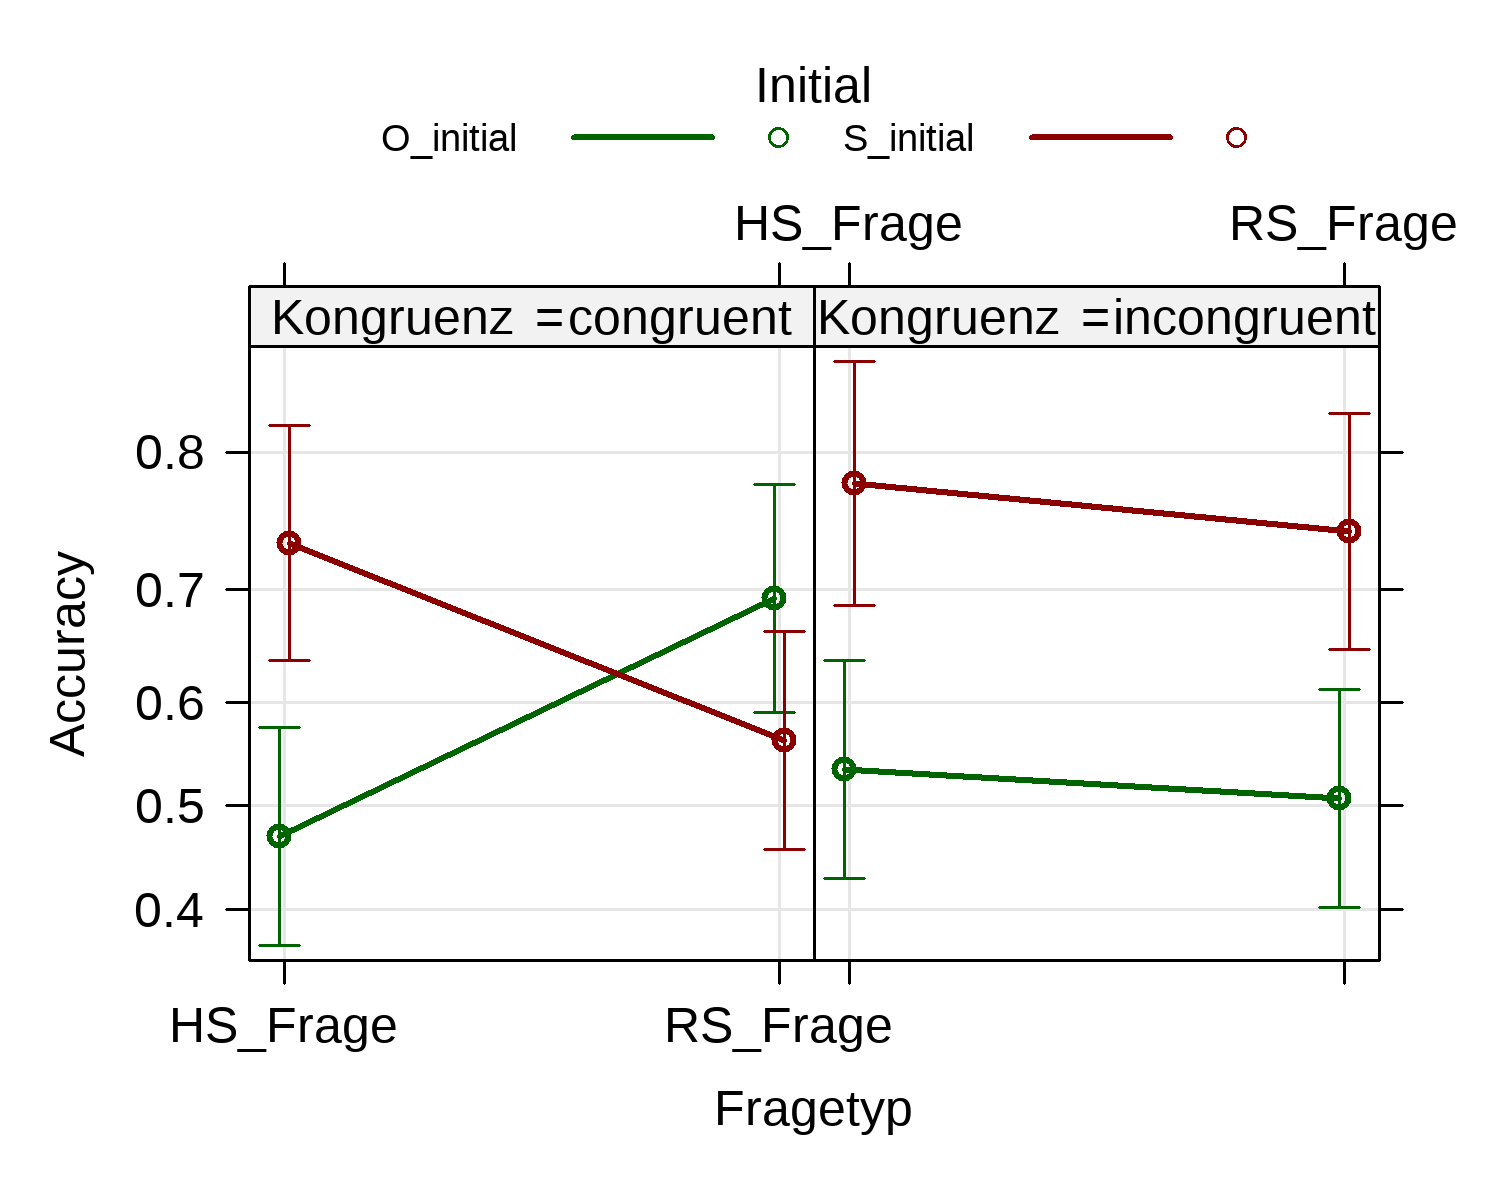 Initial
O_initial S_initial
HS_Frage RS_Frage
Kongruenz =congruent Kongruenz =incongruent
0.8
0.7
0.6
0.5
0.4
Accuracy
HS_Frage RS_Frage
Fragetyp